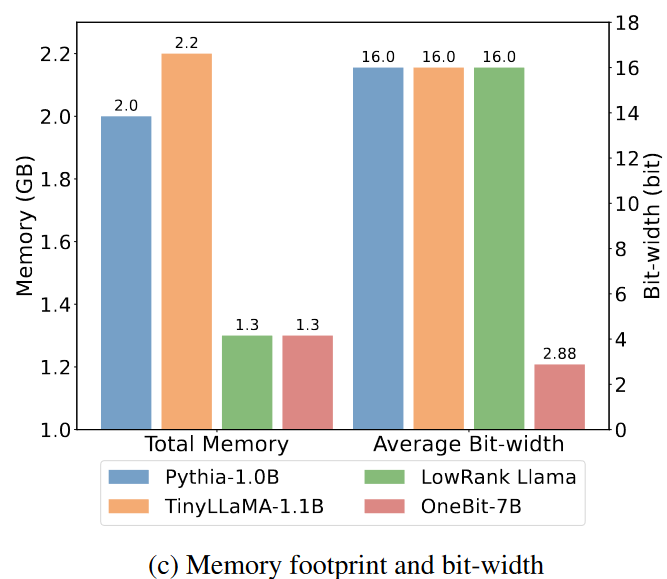 2.2
2.0
1.3
1.3
16.0
16.0
16.0
2.88
Memory (GB)
2.2
2.0
1.8
1.6
1.4
1.2
1.0
Bit-width (bit)
18
16
14
12
10
8
6
4
2
0
Total Memory
Average Bit-width
Pythia-1.0B
LowRank Llama
TinyLLaMA-1.1B
OneBit-7B
(c) Memory footprint and bit-width